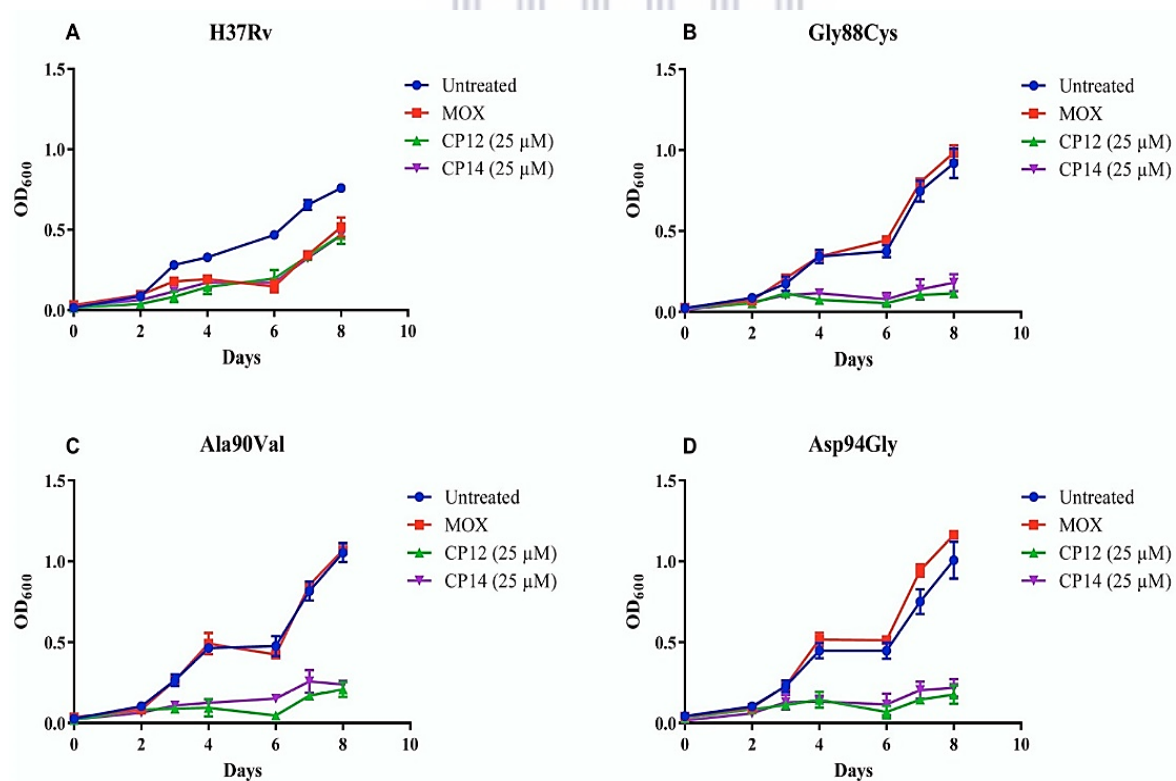 A
H37Rv
1.5
1.0
0.5
0.0
OD600
0
2
4
6
8
10
Days
Untreated
MOX
CP12 (25 µM)
CP14 (25 µM)
B
Gly88Cys
1.5
1.0
0.5
0.0
OD600
0
2
4
6
8
10
Days
Untreated
MOX
CP12 (25 µM)
CP14 (25 µM)
C
Ala90Val
1.5
1.0
0.5
0.0
OD600
0
2
4
6
8
10
Days
Untreated
MOX
CP12 (25 µM)
CP14 (25 µM)
D
Asp94Gly
1.5
1.0
0.5
0.0
OD600
0
2
4
6
8
10
Days
Untreated
MOX
CP12 (25 µM)
CP14 (25 µM)